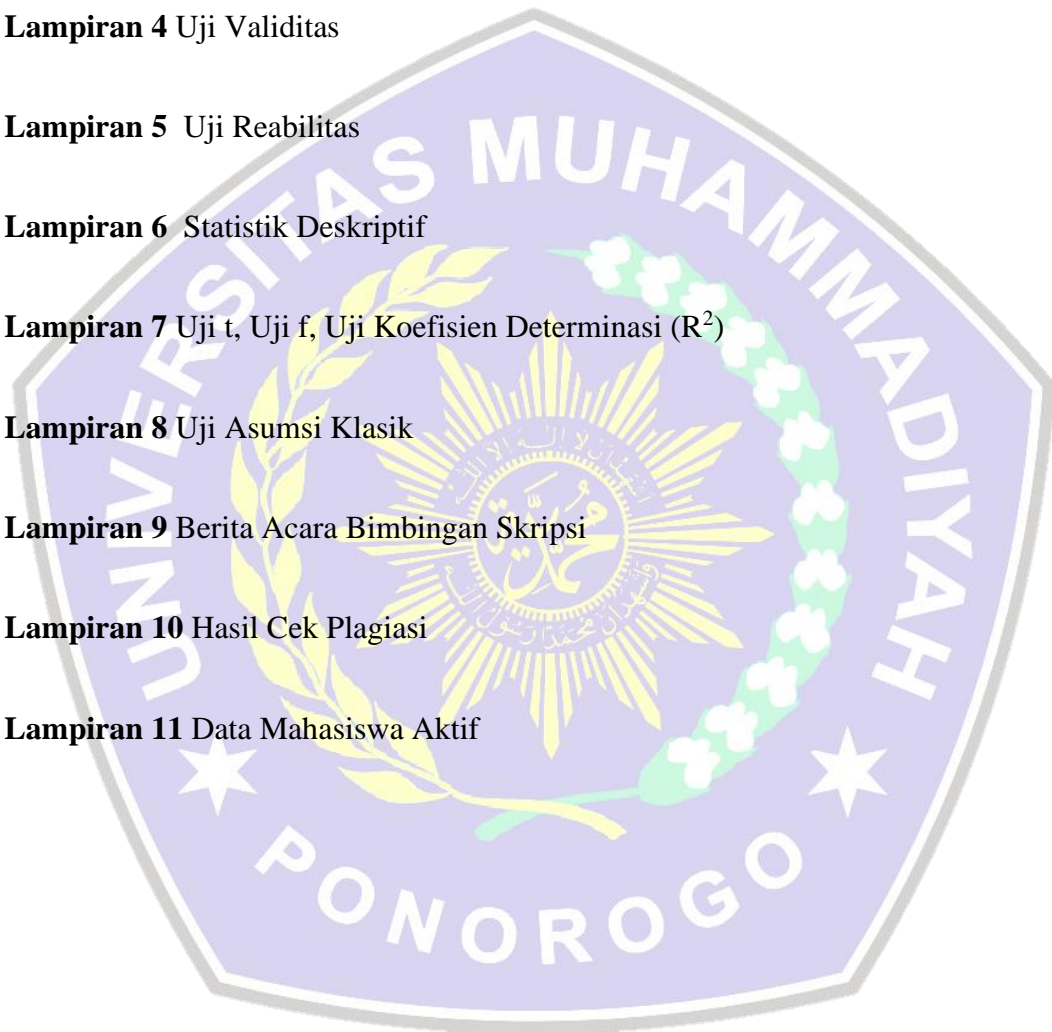 Lampiran 4 Uji Validitas
Lampiran 5 Uji Reabilitas
Lampiran 6 Statistik Deskriptif
Lampiran 7 Uji t, Uji f, Uji Koefisien Determinasi (R²)
Lampiran 8 Uji Asumsi Klasik
Lampiran 9 Berita Acara Bimbingan Skripsi
Lampiran 10 Hasil Cek Plagiasi
Lampiran 11 Data Mahasiswa Aktif
UNIVERSITAS MUHAMMADIYAH
PONOROGO
محمد